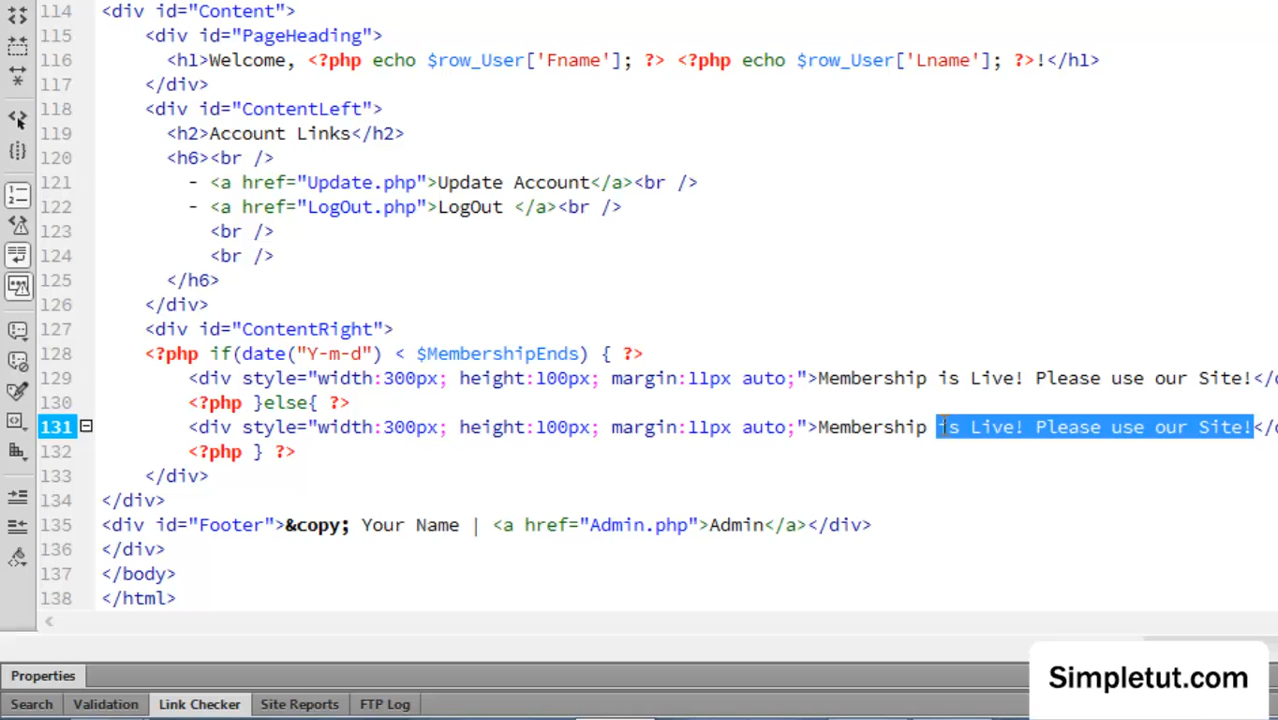 114 <div id="Content">
115 <div id="PageHeading">
116 <h1>Welcome, <?php echo $row_User['Fname']; ?> <?php echo $row_User['Lname']; ?>!</h1>
117 </div>
118 <div id="ContentLeft">
119 <h2>Account Links</h2>
120 <h6><br />
121 - <a href="Update.php">Update Account</a><br />
122 - <a href="LogOut.php">LogOut </a><br />
123 <br />
124 <br />
125 </h6>
126 </div>
127 <div id="ContentRight">
128 <?php if(date("Y-m-d") < $MembershipEnds) { ?>
129 <div style="width:300px; height:100px; margin:11px auto;">Membership is Live! Please use our Site!</
130 <?php }else{ ?>
131 <div style="width:300px; height:100px; margin:11px auto;">Membership is Live! Please use our Site!</
132 <?php } ?>
133 </div>
134 </div>
135 <div id="Footer">&copy; Your Name | <a href="Admin.php">Admin</a></div>
136 </div>
137 </body>
138 </html>
Properties
Simpletut.com
Search Validation Link Checker Site Reports FTP Log